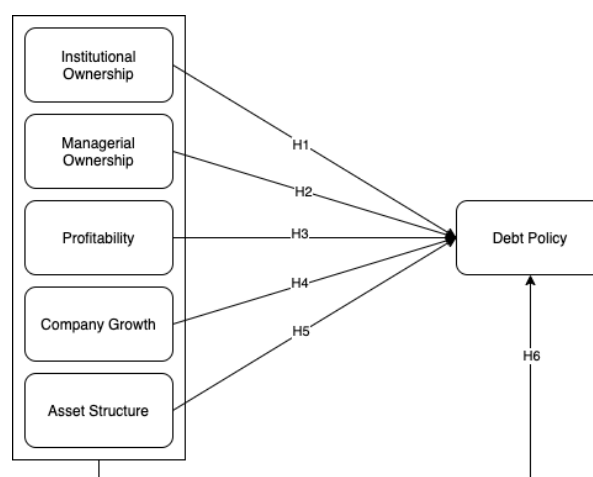 Institutional
Ownership
Managerial
Ownership
Profitability
Company Growth
Asset Structure
H1
H2
H3
H4
H5
Debt Policy
H6